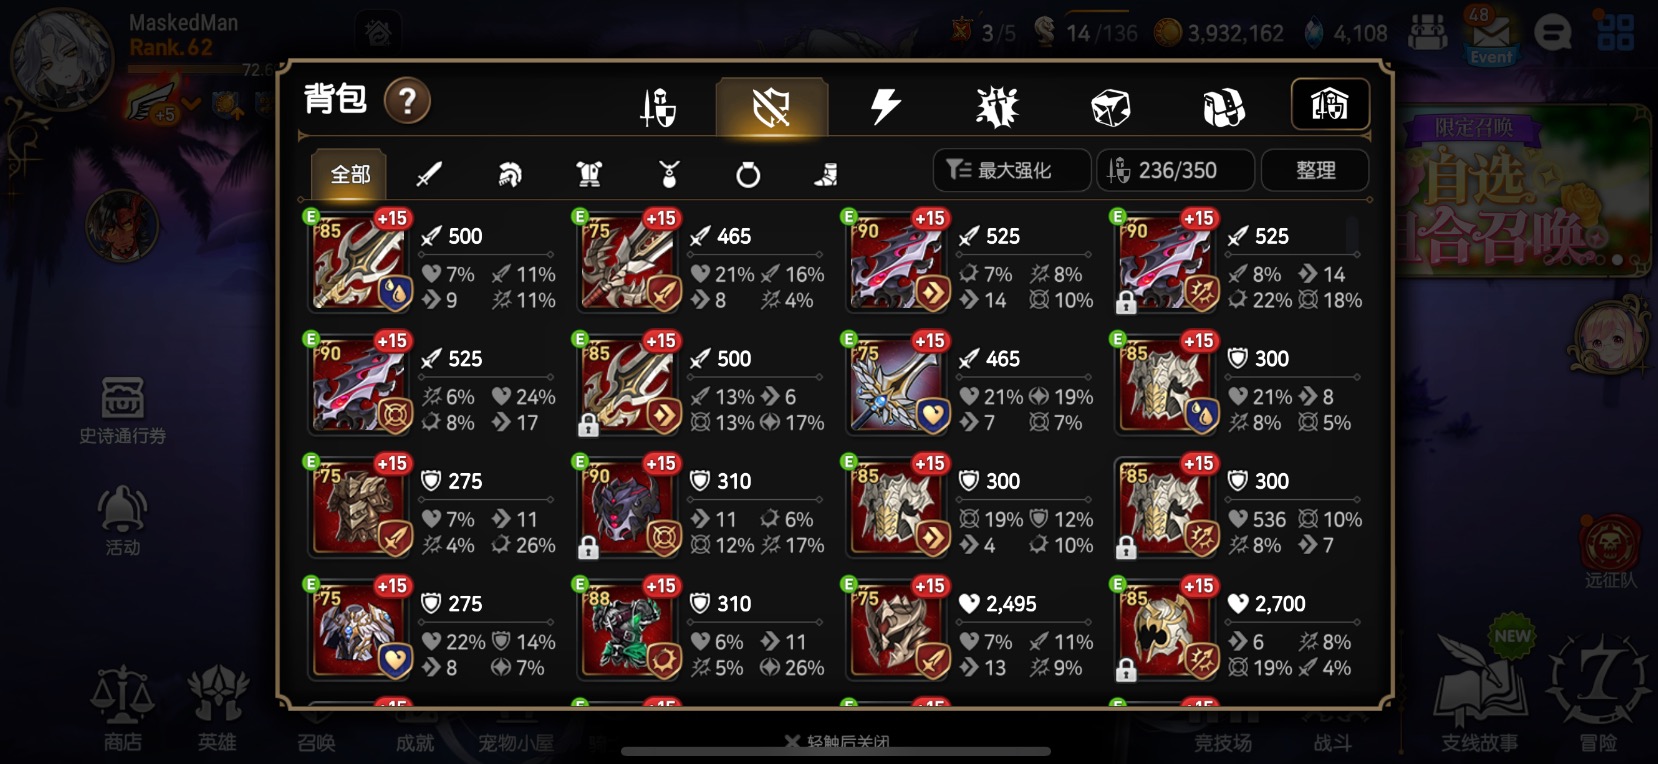 MaskedMan
Rank.62
72.6
+5
3/5
14/136
3,932,162
4,108
48
Event
背包
?
全部
最大强化
236/350
整理
E 85 +15 500
7% 11%
9 11%
E 75 +15 465
21% 16%
8 4%
E 90 +15 525
7% 8%
14 10%
E 90 +15 525
8% 14
22% 18%
E 90 +15 525
6% 24%
8% 17
E 85 +15 500
13% 6
13% 17%
E 75 +15 465
21% 19%
7 7%
E 85 +15 300
21% 8
8% 5%
E 75 +15 275
7% 11
4% 26%
E 90 +15 310
11 6%
12% 17%
E 85 +15 300
19% 12%
4 10%
85 +15 300
536 10%
8% 7
E 75 +15 275
22% 14%
8 7%
E 88 +15 310
6% 11
5% 26%
E 75 +15 2,495
7% 11%
13 9%
E 85 +15 2,700
6 8%
19% 4%
限定召唤
自选
组合召唤
史诗通行券
活动
远征队
NEW
7
商店
英雄
召唤
成就
宠物小屋
轻触后关闭
竞技场
战斗
支线故事
冒险